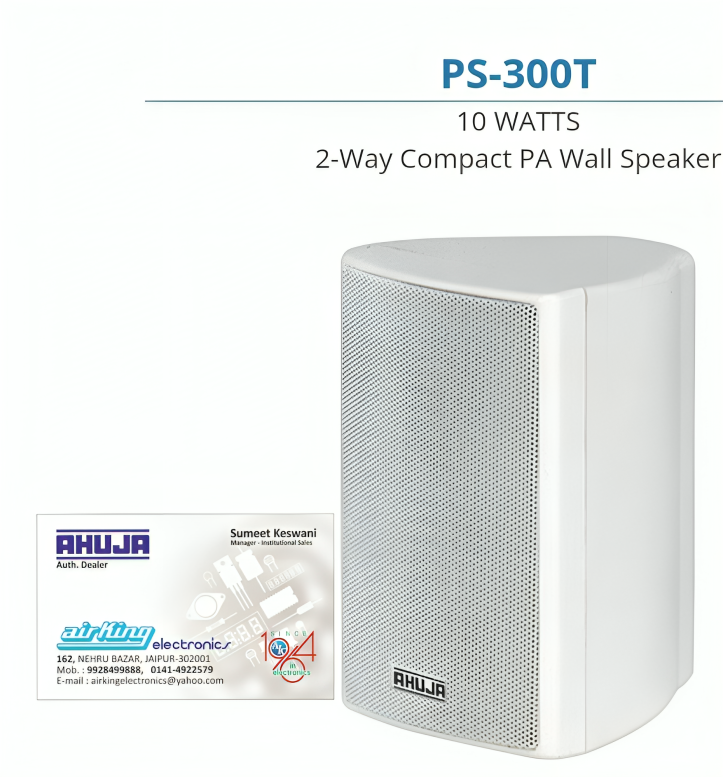 PS-300T
10 WATTS
2-Way Compact PA Wall Speaker
AHUJA
Auth. Dealer
Sumeet Keswani
Manager - Institutional Sales
airKing electronics
162, NEHRU BAZAR, JAIPUR-302001
Mob. : 9928499888, 0141-4922579
E-mail : airkingelectronics@yahoo.com
SINCE
1964
in
electronics
AHUJA